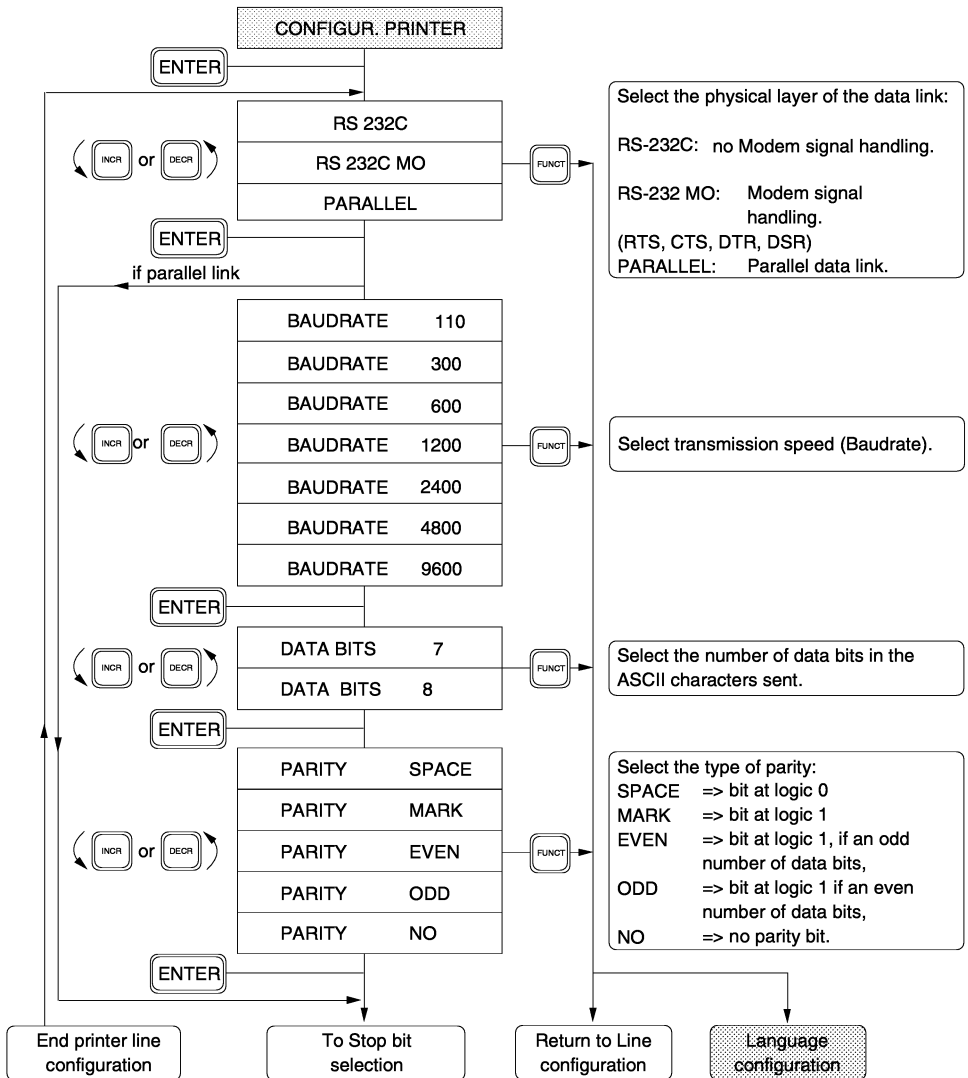 CONFIGUR. PRINTER
ENTER
RS 232C
INCR or DECR
RS 232C MO
FUNCT
PARALLEL
Select the physical layer of the data link:
RS-232C: no Modem signal handling.
RS-232 MO: Modem signal
handling.
(RTS, CTS, DTR, DSR)
PARALLEL: Parallel data link.
ENTER
if parallel link
BAUDRATE 110
BAUDRATE 300
BAUDRATE 600
INCR or DECR
BAUDRATE 1200
FUNCT
Select transmission speed (Baudrate).
BAUDRATE 2400
BAUDRATE 4800
BAUDRATE 9600
ENTER
DATA BITS 7
INCR or DECR
FUNCT
DATA BITS 8
Select the number of data bits in the
ASCII characters sent.
ENTER
PARITY SPACE
PARITY MARK
INCR or DECR
PARITY EVEN
FUNCT
PARITY ODD
PARITY NO
Select the type of parity:
SPACE => bit at logic 0
MARK => bit at logic 1
EVEN => bit at logic 1, if an odd
number of data bits,
ODD => bit at logic 1 if an even
number of data bits,
NO => no parity bit.
ENTER
End printer line
configuration
To Stop bit
selection
Return to Line
configuration
Language
configuration